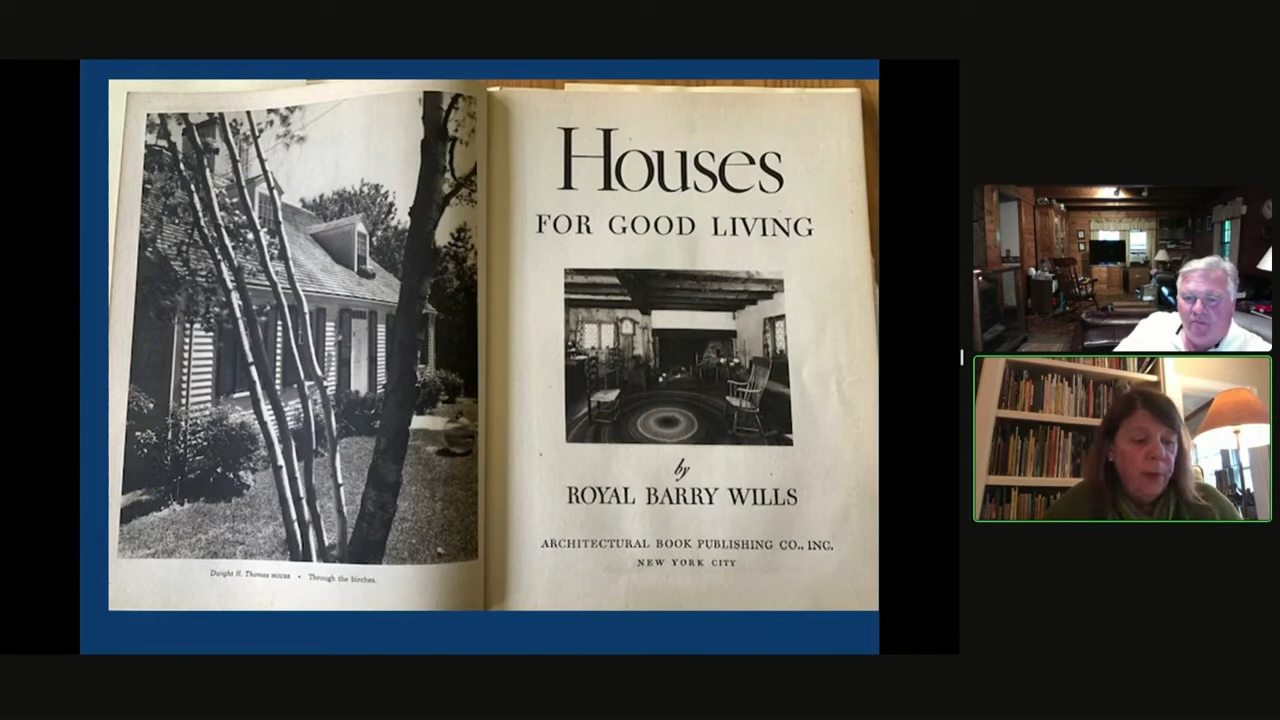 Houses
FOR GOOD LIVING
by
ROYAL BARRY WILLS
ARCHITECTURAL BOOK PUBLISHING CO., INC.
NEW YORK CITY
Dwight H. Thomas HOUSE • Through the birches.